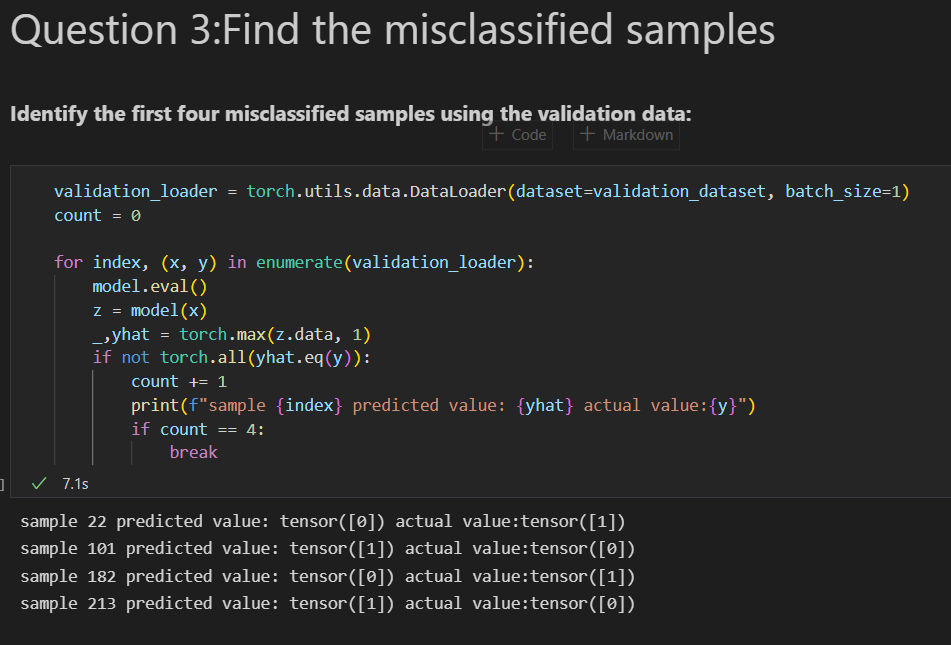 Question 3:Find the misclassified samples
Identify the first four misclassified samples using the validation data:
+ Code + Markdown
validation_loader = torch.utils.data.DataLoader(dataset=validation_dataset, batch_size=1)
count = 0
for index, (x, y) in enumerate(validation_loader):
    model.eval()
    z = model(x)
    _,yhat = torch.max(z.data, 1)
    if not torch.all(yhat.eq(y)):
        count += 1
        print(f"sample {index} predicted value: {yhat} actual value:{y}")
        if count == 4:
            break
] ✓ 7.1s
sample 22 predicted value: tensor([0]) actual value:tensor([1])
sample 101 predicted value: tensor([1]) actual value:tensor([0])
sample 182 predicted value: tensor([0]) actual value:tensor([1])
sample 213 predicted value: tensor([1]) actual value:tensor([0])